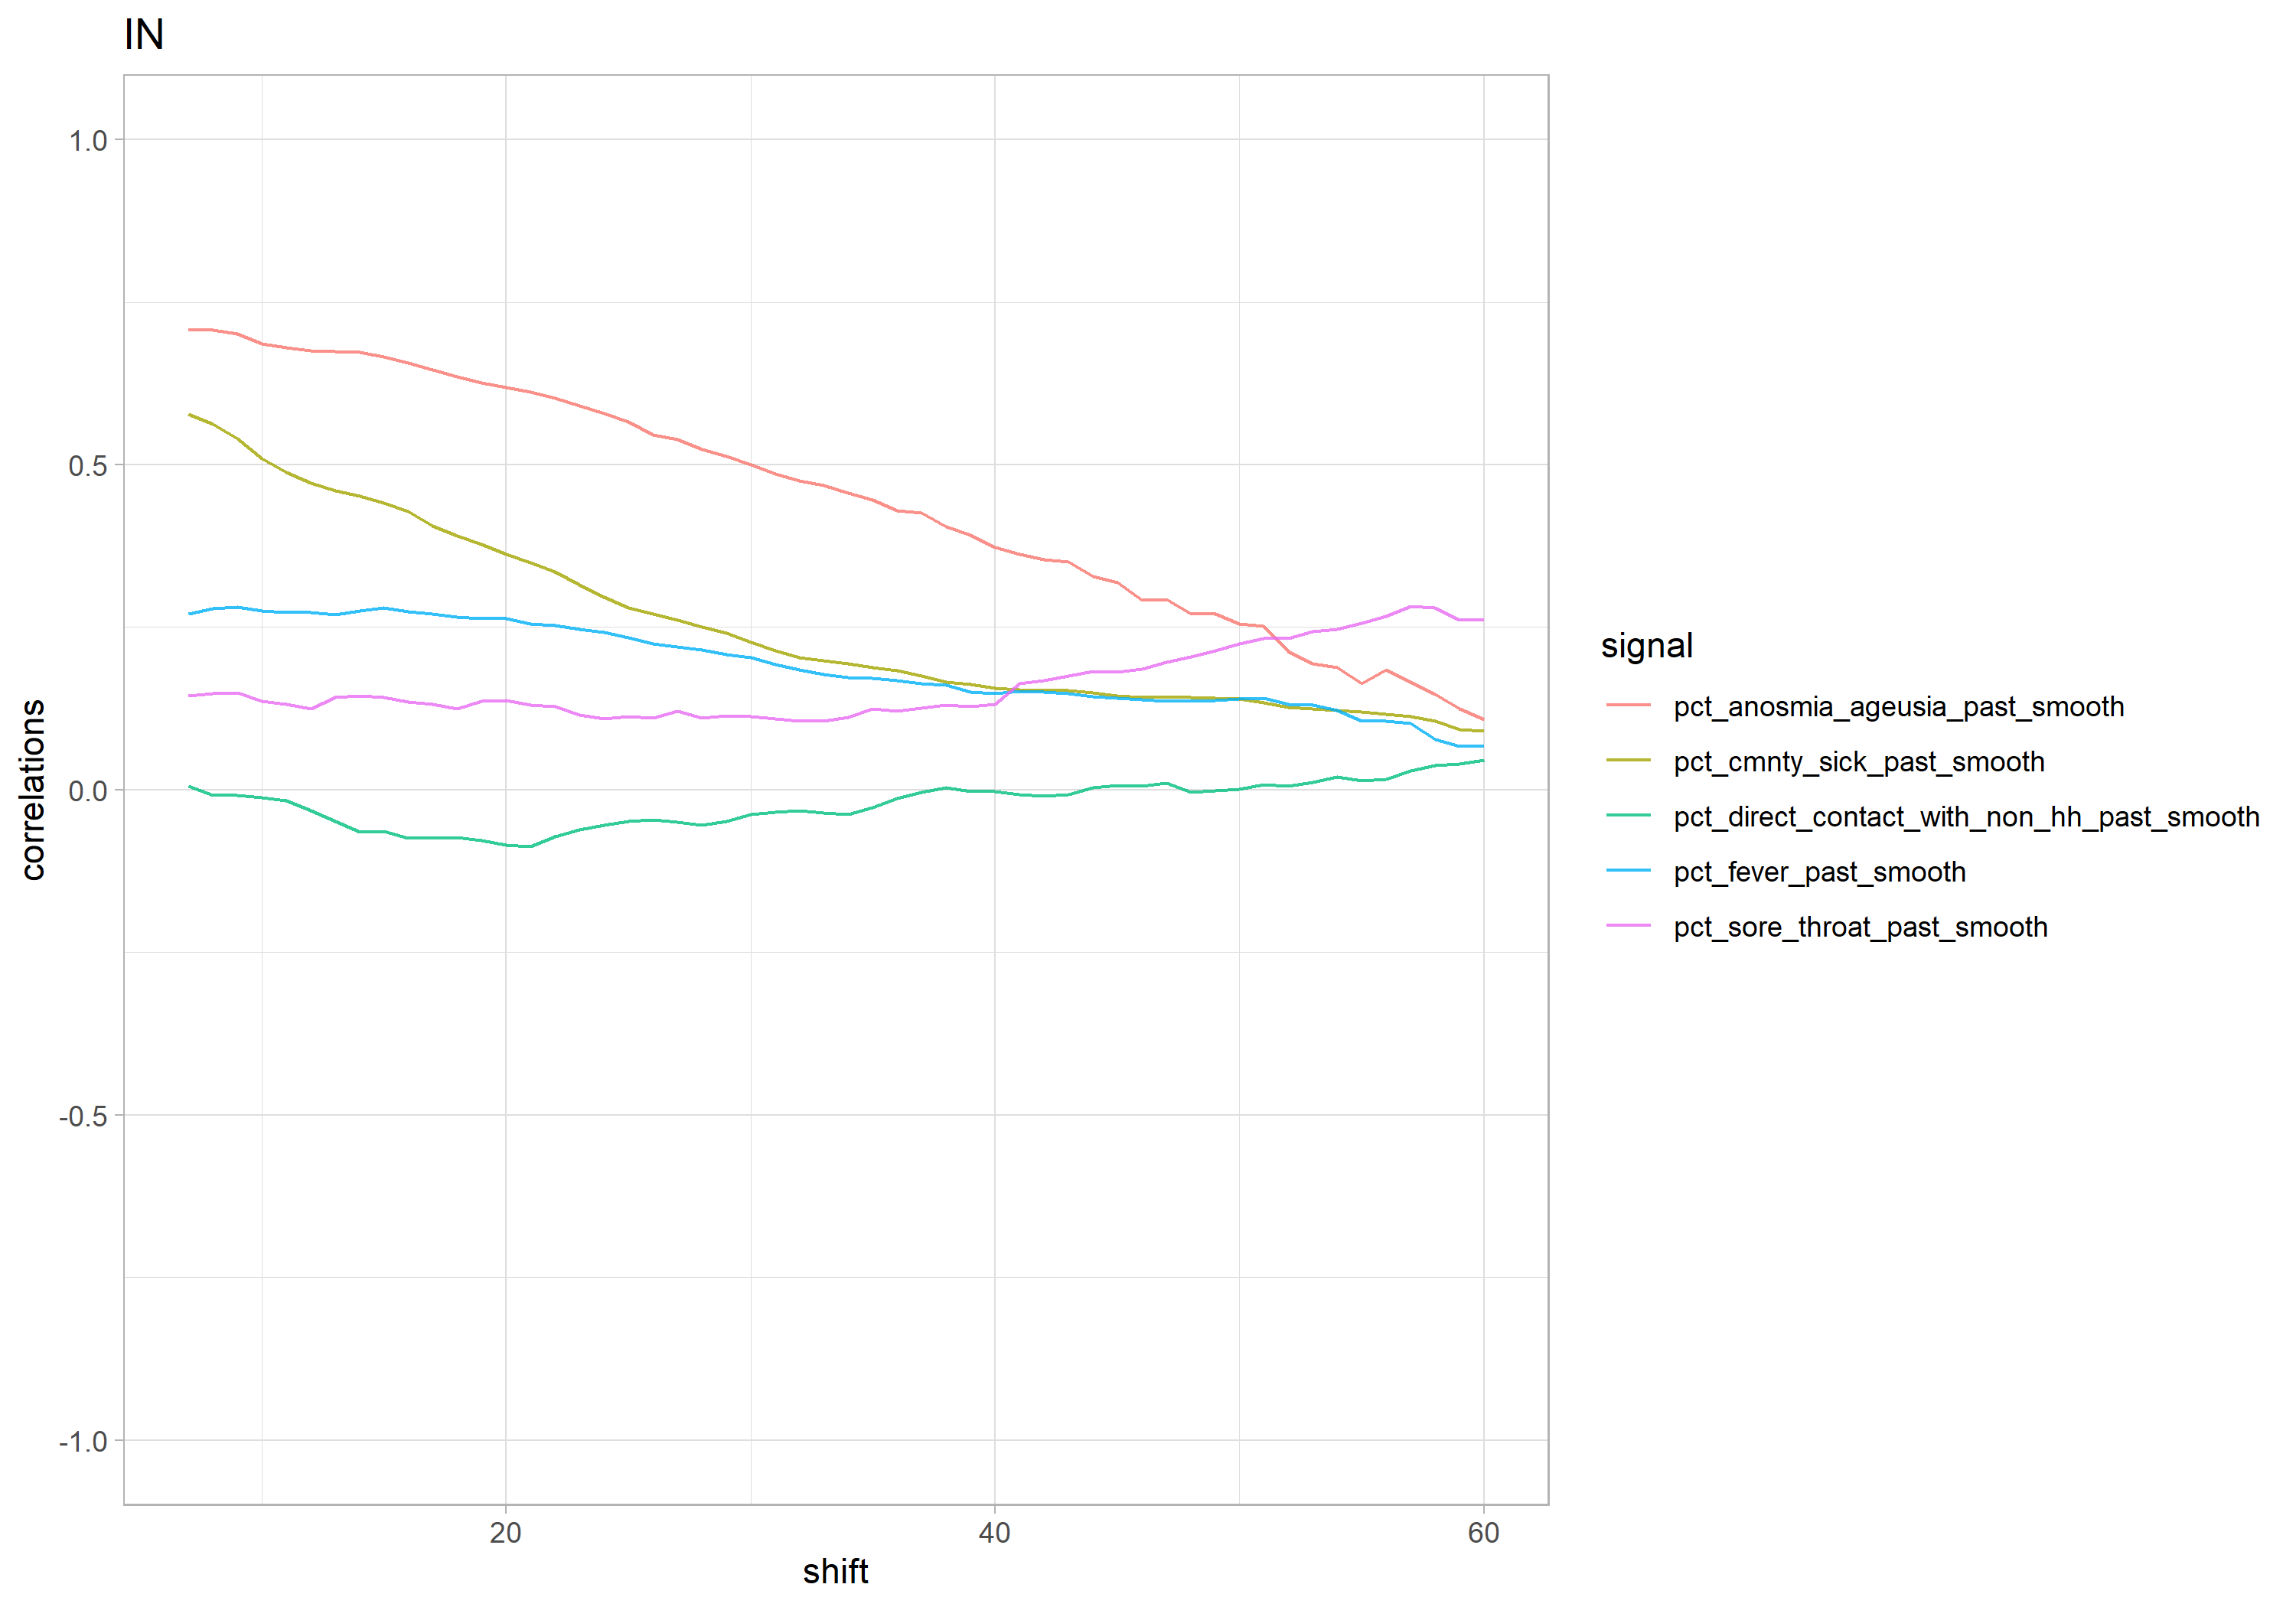 IN
1.0
0.5
0.0
-0.5
-1.0
correlations
20
40
60
shift
signal
pct_anosmia_ageusia_past_smooth
pct_cmnty_sick_past_smooth
pct_direct_contact_with_non_hh_past_smooth
pct_fever_past_smooth
pct_sore_throat_past_smooth